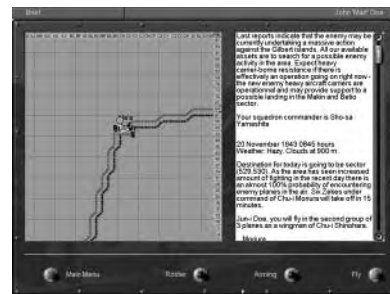 Brief
John 'Mad' Doe
Last reports indicate that the enemy may be
currently undertaking a massive action
against the Gilbert islands. All our available
assets are to search for a possible enemy
activity in the area. Expect heavy
carrier-borne resistance if there is
effectively an operation going on right now -
the new enemy heavy aircraft carriers are
operationnal and may provide support to a
possible landing in the Makin and Betio
sector.
Your squadron commander is Sho-sa
Yamashita
20 November 1943 0845 hours
Weather: Hazy. Clouds at 900 m.
Destination for today is going to be sector
(529,530). As the area has seen increased
amount of fighting in the recent day there is
an almost 100% probability of encountering
enemy planes in the air. Six Zekes under
command of Chu-i Monura will take off in 15
minutes.
Jun-i Doe, you will fly in the second group of
3 planes as a wingman of Chu-i Shinohara.
Monura
Main Menu
Roster
Arming
Fly